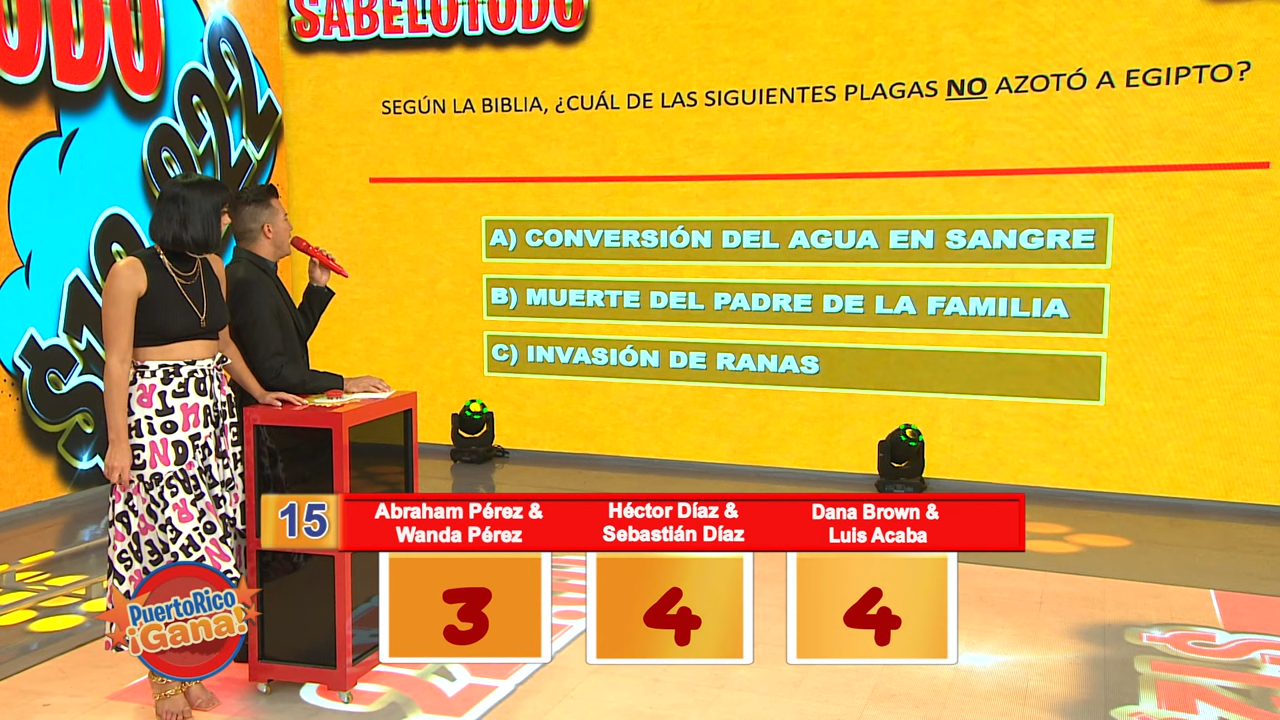 SABELOTODO
SEGÚN LA BIBLIA, ¿CUÁL DE LAS SIGUIENTES PLAGAS NO AZOTÓ A EGIPTO?
A) CONVERSIÓN DEL AGUA EN SANGRE
B) MUERTE DEL PADRE DE LA FAMILIA
C) INVASIÓN DE RANAS
15
Abraham Pérez &
Wanda Pérez
Héctor Díaz &
Sebastián Díaz
Dana Brown &
Luis Acaba
3
4
4
PuertoRico
¡Gana!